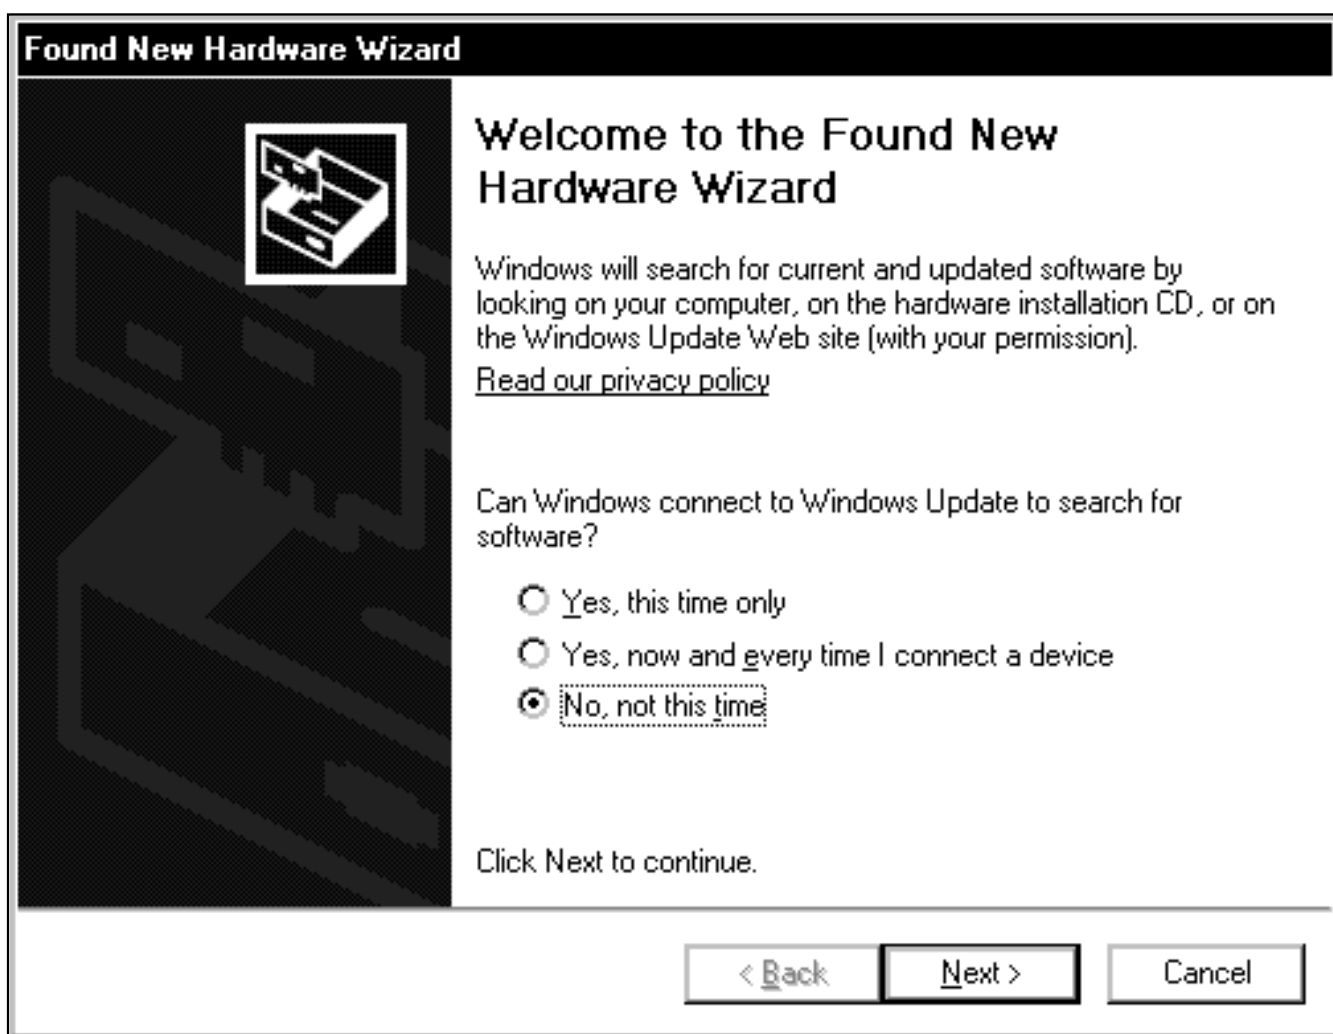 Found New Hardware Wizard
Welcome to the Found New
Hardware Wizard
Windows will search for current and updated software by
looking on your computer, on the hardware installation CD, or on
the Windows Update Web site (with your permission).
Read our privacy policy
Can Windows connect to Windows Update to search for
software?
Yes, this time only
Yes, now and every time I connect a device
No, not this time
Click Next to continue.
< Back
Next >
Cancel